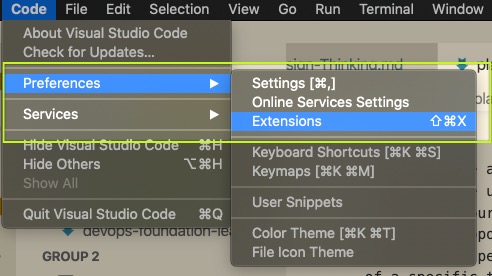 Code File Edit Selection View Go Run Terminal Window
About Visual Studio Code
Check for Updates...
sign-Thinking.md
pla
Preferences ▶
Settings [⌘,]
Online Services Settings
Services ▶
Extensions ⇧⌘X
Hide Visual Studio Code ⌘H
Keyboard Shortcuts [⌘K ⌘S]
Hide Others ⌥⌘H
Keymaps [⌘K ⌘M]
Show All
User Snippets
Quit Visual Studio Code ⌘Q
Color Theme [⌘K ⌘T]
devops-foundation-le
File Icon Theme
GROUP 2
of a specific t